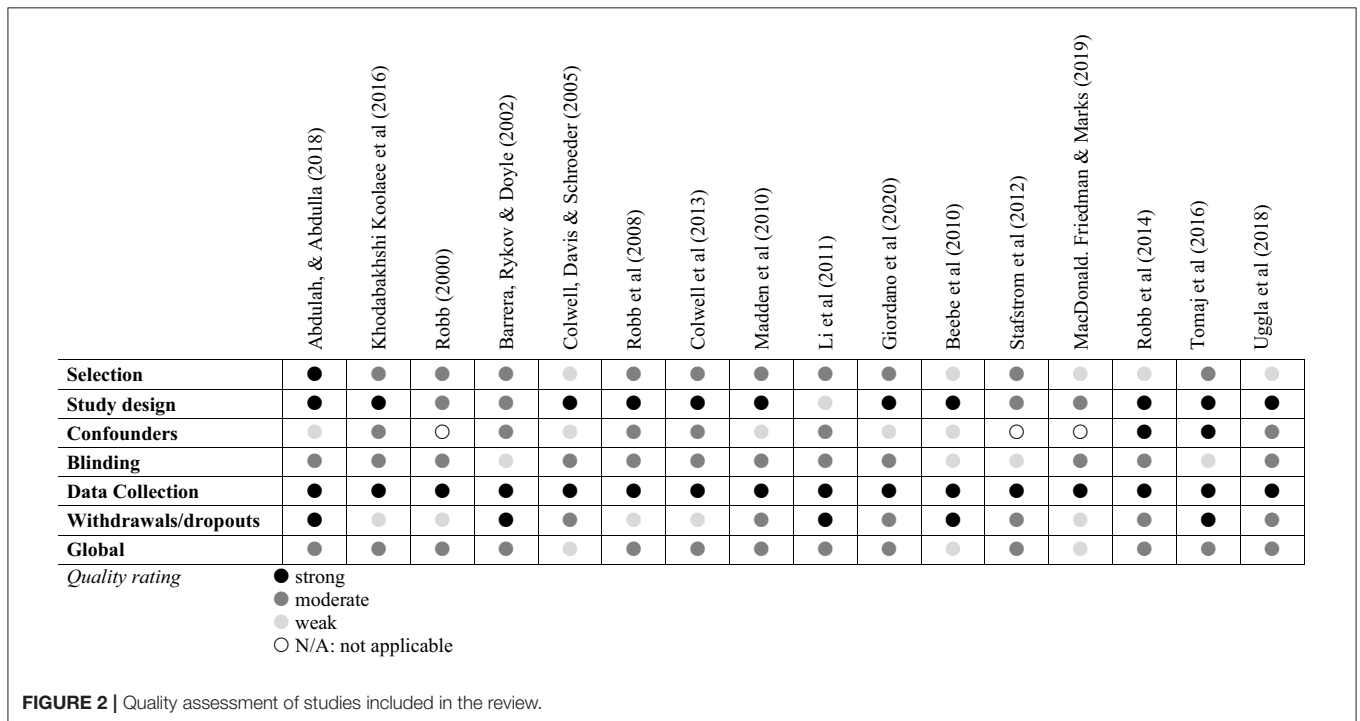 Abdullah, & Abdulla (2018)
Khodabakhshi Koolaee et al (2016)
Robb (2000)
Barrera, Rykov & Doyle (2002)
Colwell, Davis & Schroeder (2005)
Robb et al (2008)
Colwell et al (2013)
Madden et al (2010)
Li et al (2011)
Giordano et al (2020)
Beebe et al (2010)
Stafstrom et al (2012)
MacDonald. Friedman & Marks (2019)
Robb et al (2014)
Tomaj et al (2016)
Uggla et al (2018)
Selection
Study design
Confounders
Blinding
Data Collection
Withdrawals/dropouts
Global
Quality rating
strong
moderate
weak
N/A: not applicable
FIGURE 2 | Quality assessment of studies included in the review.